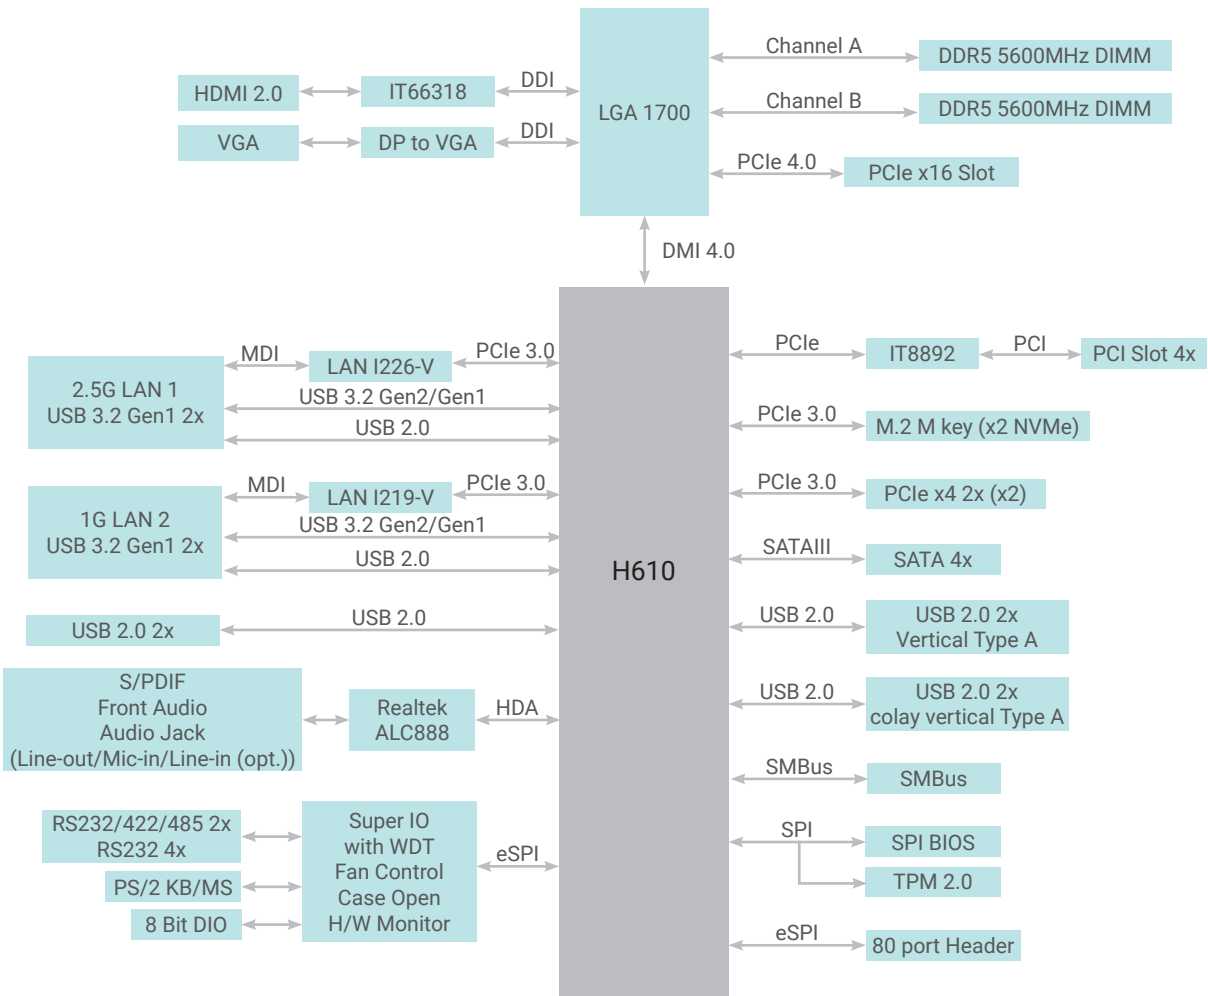 Channel A
DDR5 5600MHz DIMM
HDMI 2.0
IT66318
DDI
LGA 1700
Channel B
DDR5 5600MHz DIMM
VGA
DP to VGA
DDI
PCIe 4.0
PCIe x16 Slot
DMI 4.0
2.5G LAN 1
USB 3.2 Gen1 2x
MDI
LAN I226-V
PCIe 3.0
USB 3.2 Gen2/Gen1
USB 2.0
1G LAN 2
USB 3.2 Gen1 2x
MDI
LAN I219-V
PCIe 3.0
USB 3.2 Gen2/Gen1
USB 2.0
USB 2.0 2x
USB 2.0
S/PDIF
Front Audio
Audio Jack
(Line-out/Mic-in/Line-in (opt.))
Realtek
ALC888
HDA
RS232/422/485 2x
RS232 4x
PS/2 KB/MS
8 Bit DIO
Super IO
with WDT
Fan Control
Case Open
H/W Monitor
eSPI
H610
PCIe
IT8892
PCI
PCI Slot 4x
PCIe 3.0
M.2 M key (x2 NVMe)
PCIe 3.0
PCIe x4 2x (x2)
SATAIII
SATA 4x
USB 2.0
USB 2.0 2x
Vertical Type A
USB 2.0
USB 2.0 2x
colay vertical Type A
SMBus
SMBus
SPI
SPI BIOS
TPM 2.0
eSPI
80 port Header